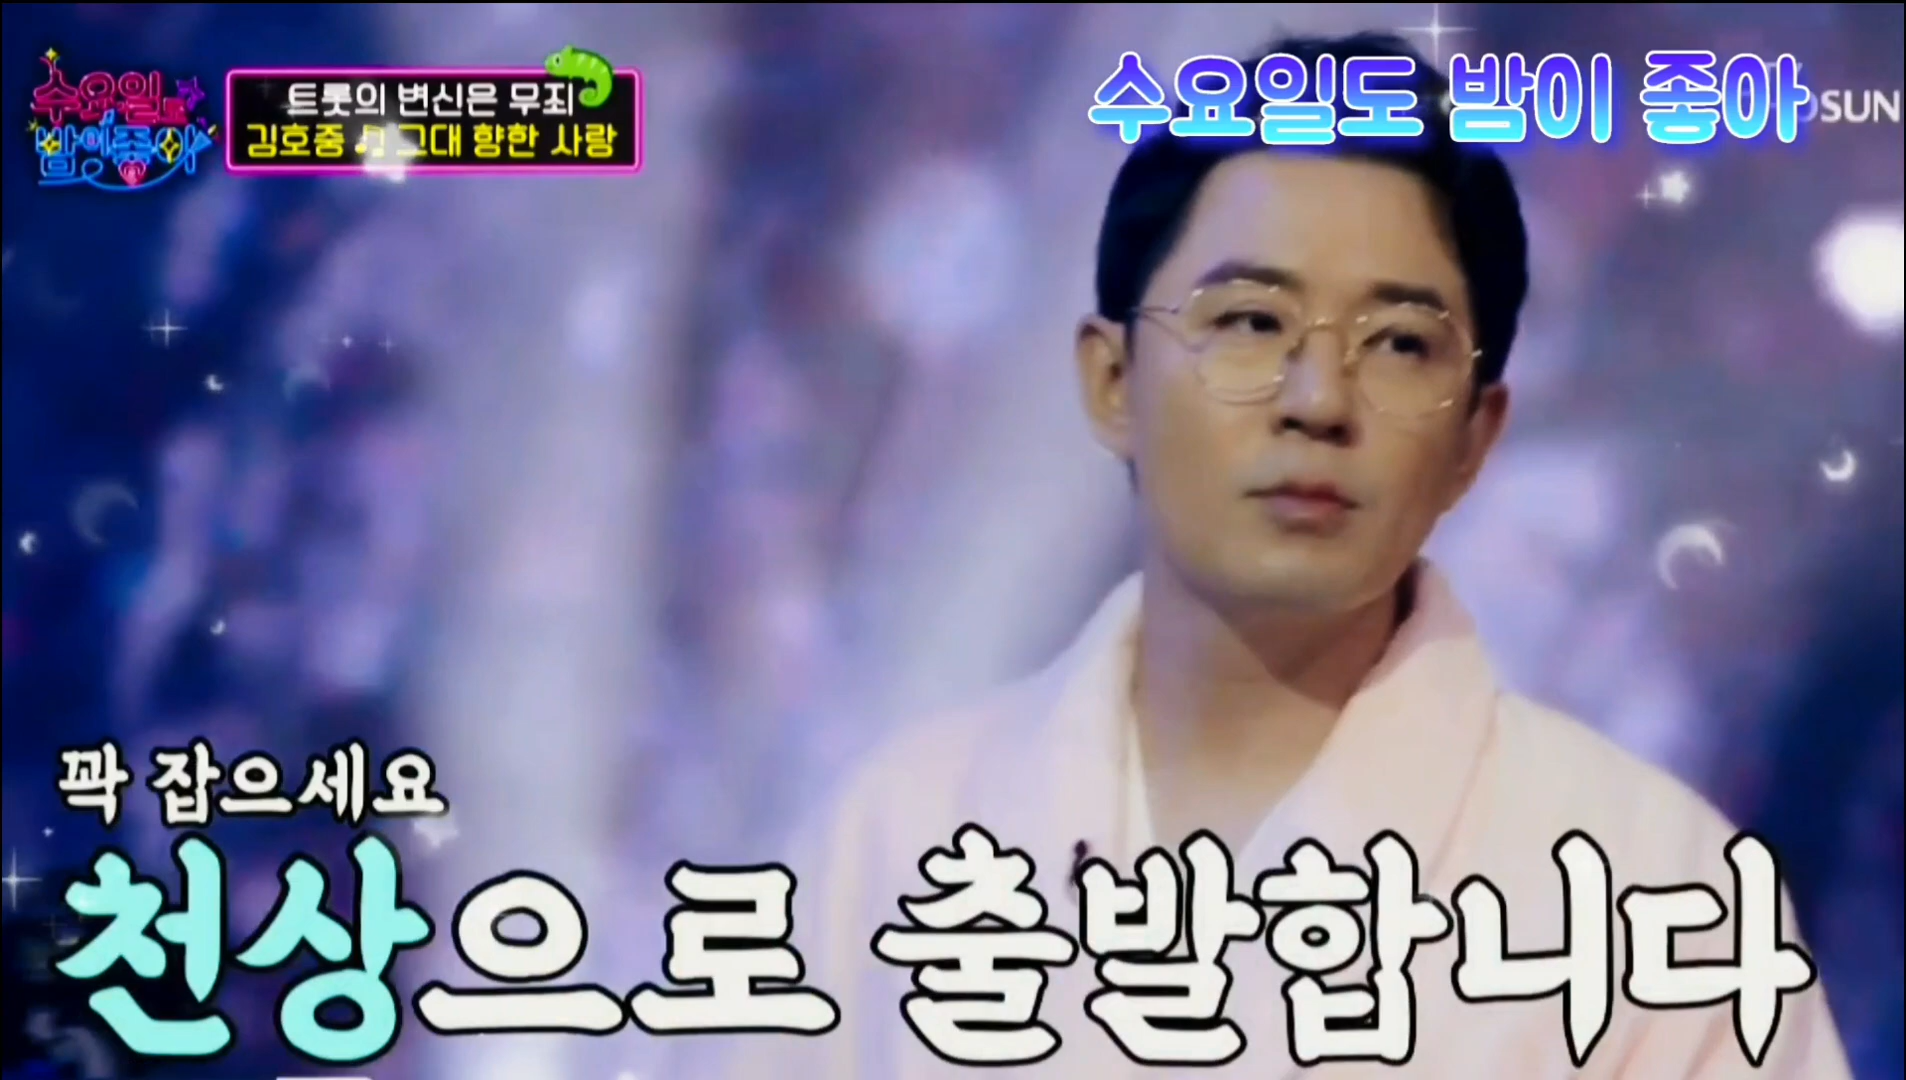 수요일도
밤이좋아
트롯의 변신은 무죄
김호중 ♫ 그대 향한 사랑
수요일도 밤이 좋아
SUN
꽉 잡으세요
천상으로 출발합니다